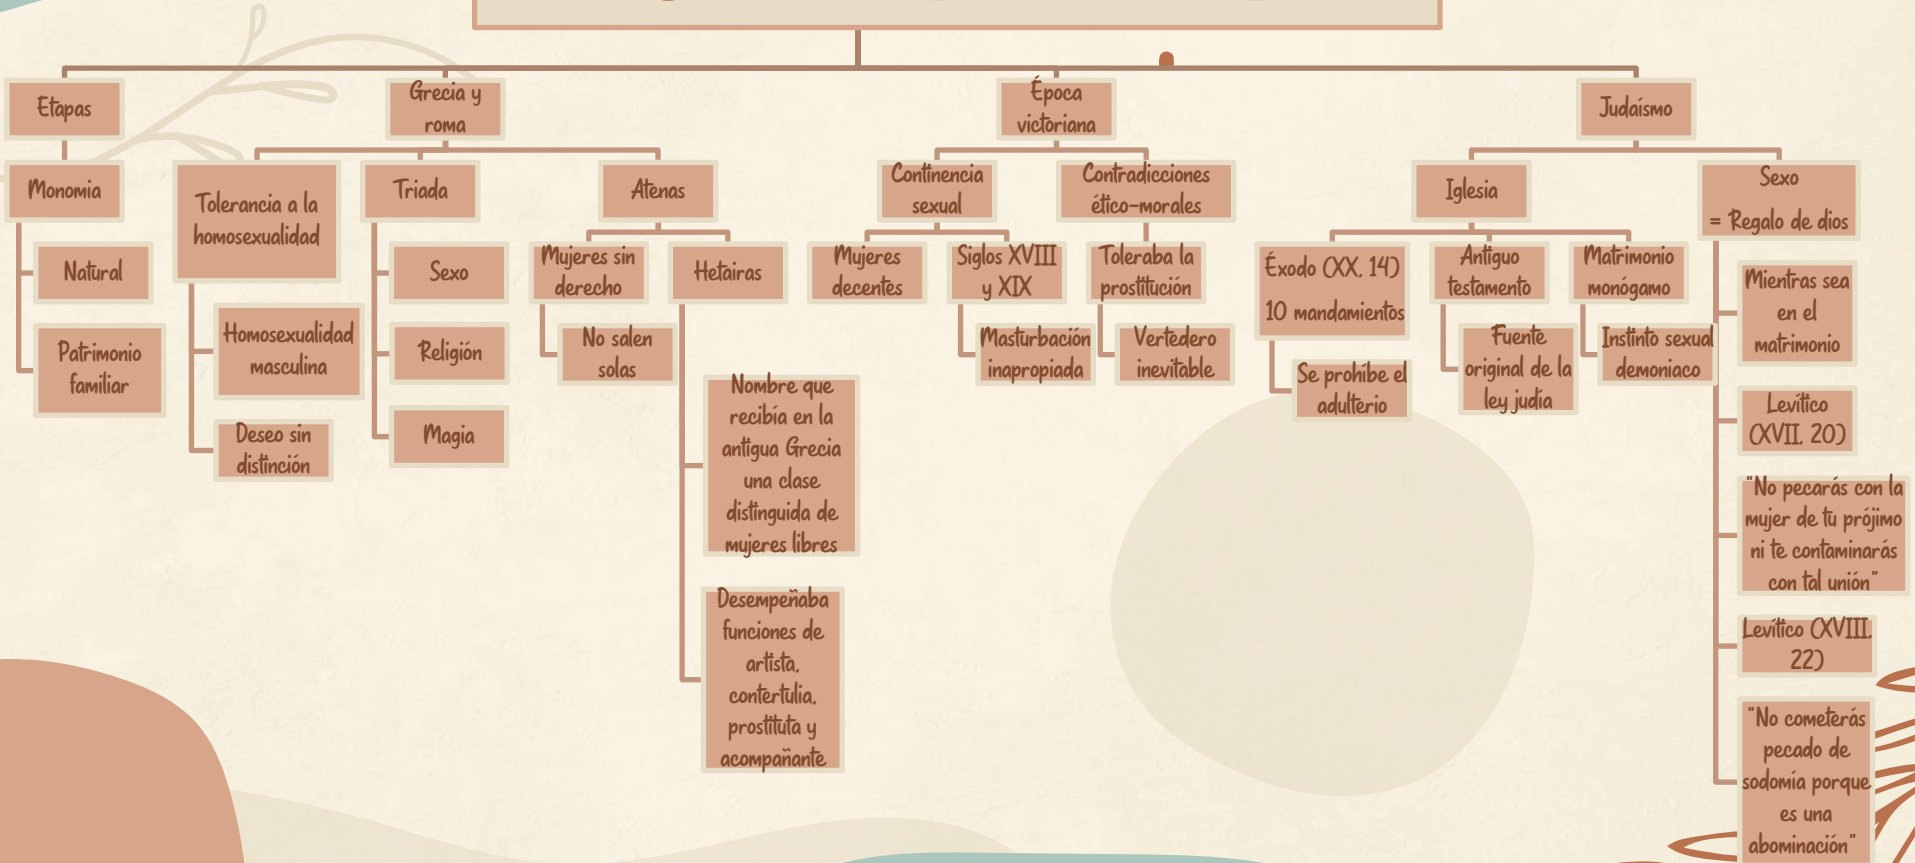 Etapas
Monomia
Natural
Patrimonio
familiar
Grecia y
roma
Tolerancia a la
homosexualidad
Homosexualidad
masculina
Deseo sin
distinción
Triada
Sexo
Religión
Magia
Atenas
Mujeres sin
derecho
No salen
solas
Hetairas
Nombre que
recibía en la
antigua Grecia
una clase
distinguida de
mujeres libres
Desempeñaba
funciones de
artista,
contertulia,
prostituta y
acompañante
Época
victoriana
Continencia
sexual
Mujeres
decentes
Siglos XVIII
y XIX
Masturbación
inapropiada
Contradicciones
ético-morales
Toleraba la
prostitución
Vertedero
inevitable
Judaísmo
Iglesia
Éxodo (XX, 14)
10 mandamientos
Se prohíbe el
adulterio
Antiguo
testamento
Fuente
original de la
ley judía
Matrimonio
monógamo
Instinto sexual
demoniaco
Sexo
= Regalo de dios
Mientras sea
en el
matrimonio
Levítico
(XVII, 20)
"No pecarás con la
mujer de tu prójimo
ni te contaminarás
con tal unión"
Levítico (XVIII,
22)
"No cometerás
pecado de
sodomía porque
es una
abominación"